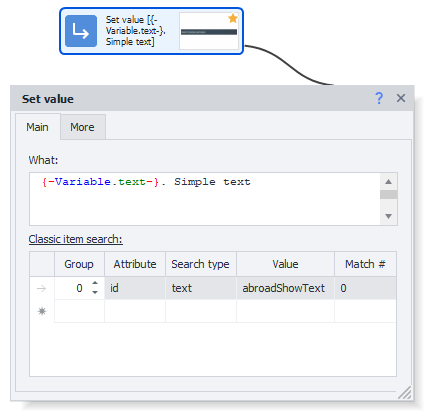 Set value [{-
Variable.text-}.
Simple text]
Set value
?
Main
More
What:
{-Variable.text-}. Simple text
Classic item search:
Group Attribute Search type Value Match #
0 id text abroadShowText 0